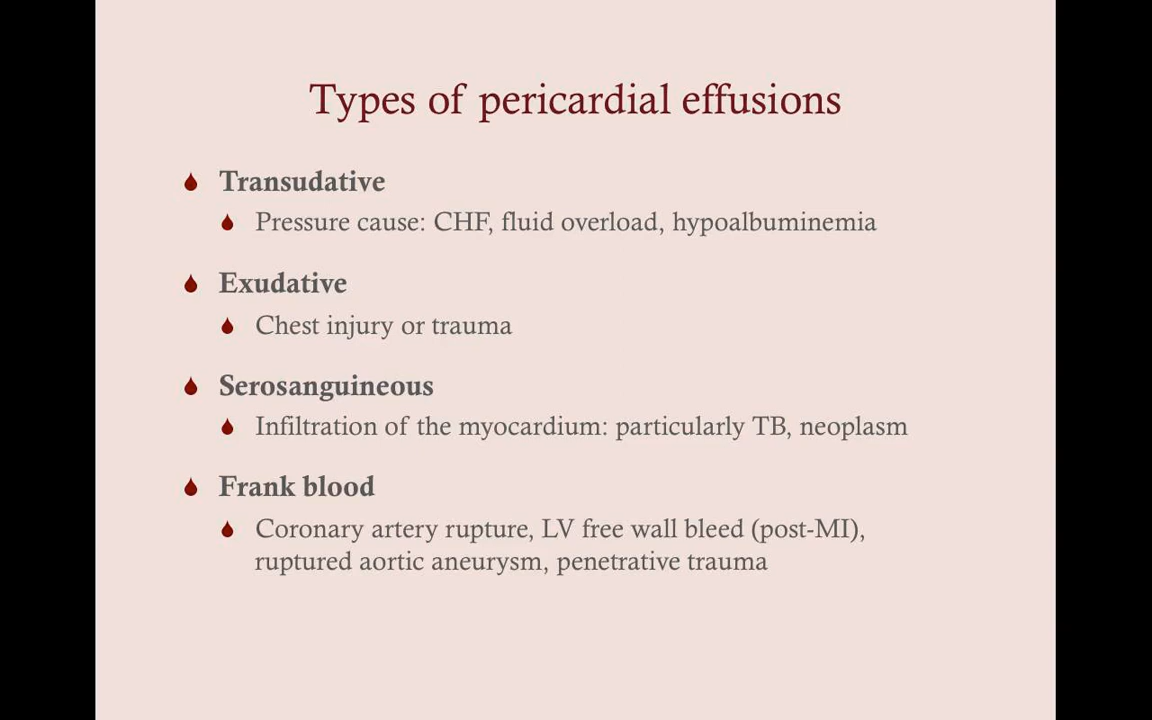 Types of pericardial effusions
Transudative
Pressure cause: CHF, fluid overload, hypoalbuminemia
Exudative
Chest injury or trauma
Serosanguineous
Infiltration of the myocardium: particularly TB, neoplasm
Frank blood
Coronary artery rupture, LV free wall bleed (post-MI),
ruptured aortic aneurysm, penetrative trauma